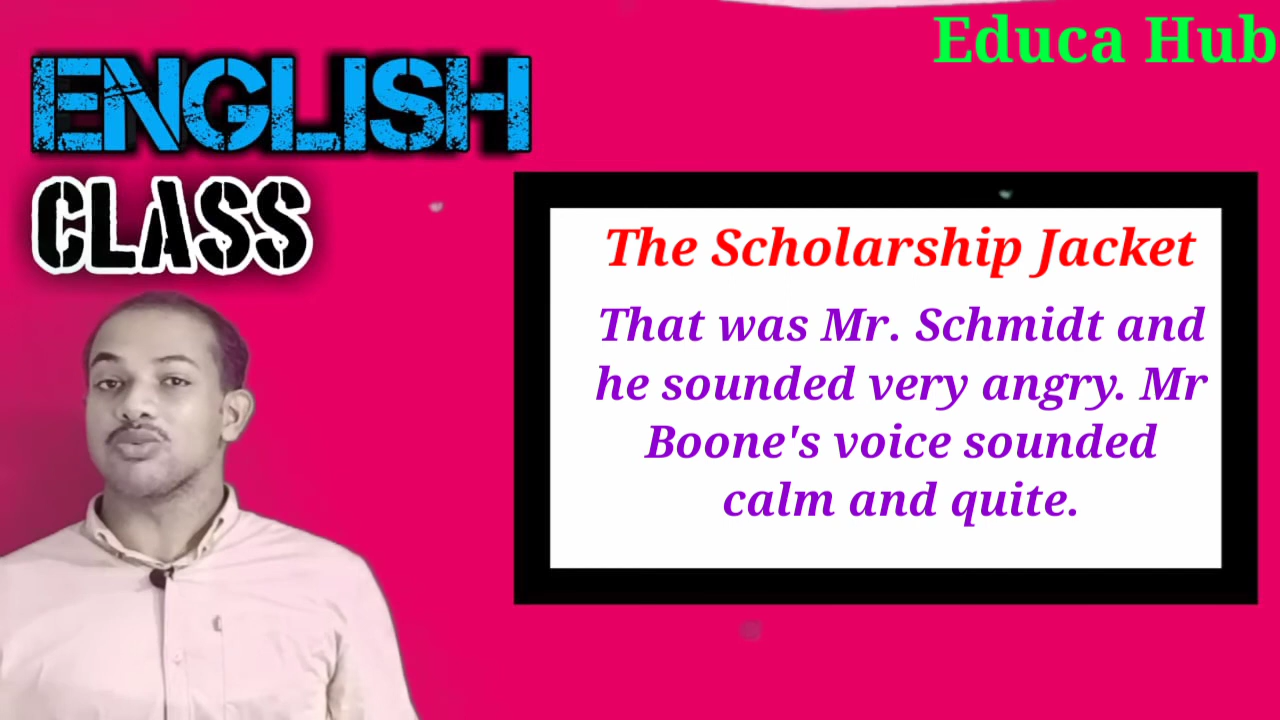 Educa Hub
ENGLISH
CLASS
The Scholarship Jacket
That was Mr. Schmidt and
he sounded very angry. Mr
Boone's voice sounded
calm and quite.